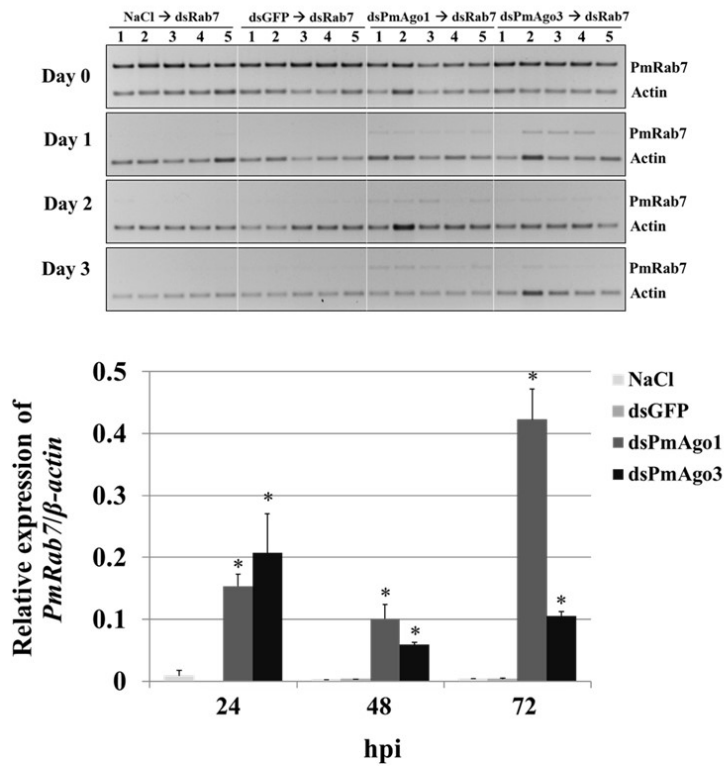 NaCl → dsRab7 dsGFP → dsRab7 dsPmAgo1 → dsRab7 dsPmAgo3 → dsRab7
1 2 3 4 5 1 2 3 4 5 1 2 3 4 5 1 2 3 4 5
Day 0
PmRab7
Actin
Day 1
PmRab7
Actin
Day 2
PmRab7
Actin
Day 3
PmRab7
Actin
Relative expression of
PmRab7/β-actin
0.5
0.4
0.3
0.2
0.1
0
* *
* *
* *
24 48 72
hpi
NaCl
dsGFP
dsPmAgo1
dsPmAgo3